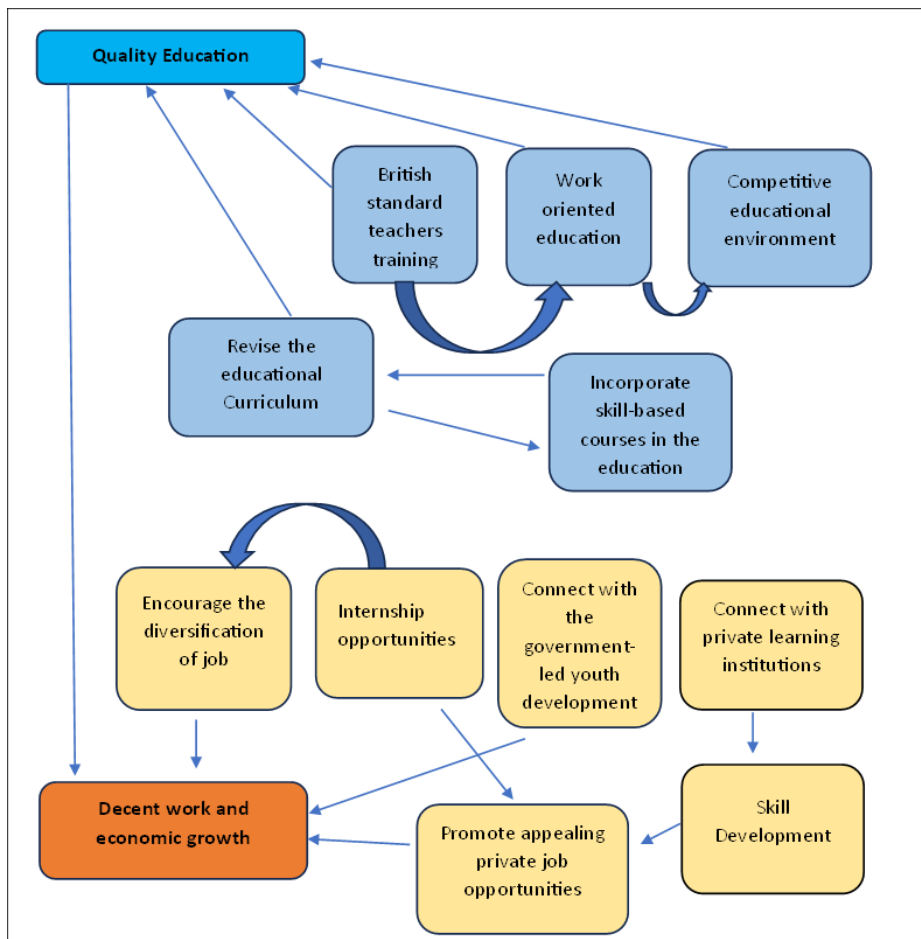 Quality Education
British
standard
teachers
training
Work
oriented
education
Competitive
educational
environment
Revise the
educational
Curriculum
Incorporate
skill-based
courses in the
education
Encourage the
diversification
of job
Internship
opportunities
Connect with
the
government-
led youth
development
Connect with
private learning
institutions
Decent work and
economic growth
Promote appealing
private job
opportunities
Skill
Development